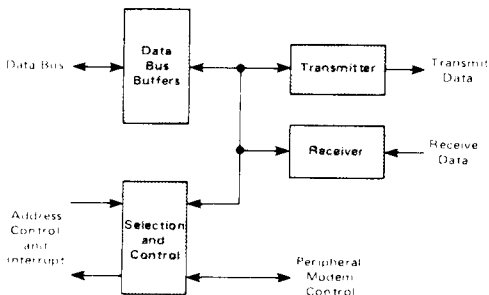 Data Bus
Data
Bus
Buffers
Transmitter
Transmit
Data
Receiver
Receive
Data
Address
Control
and
Interrupt
Selection
and
Control
Peripheral
Modem
Control